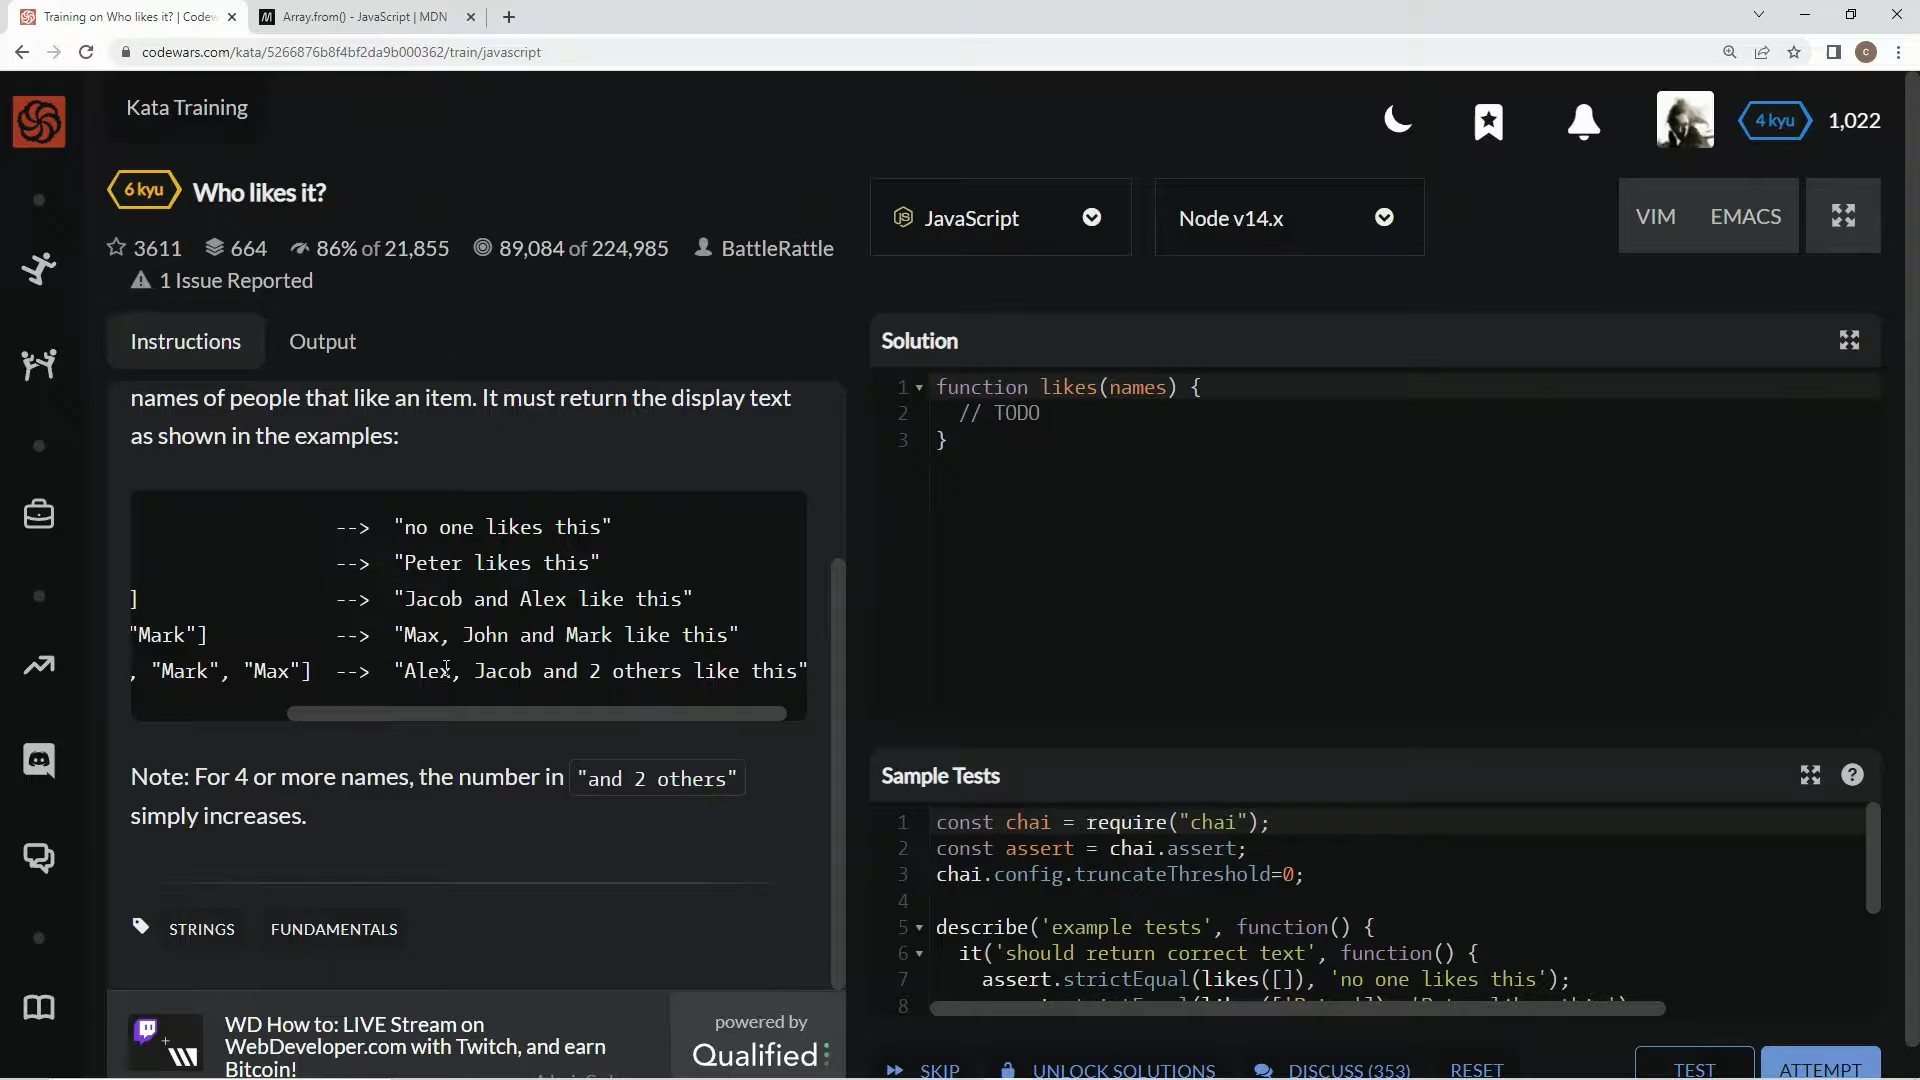 Training on Who likes it? | Codew
Array.from() - JavaScript | MDN
codewars.com/kata/5266876b8f4bf2da9b000362/train/javascript
C
Kata Training
4 kyu
1,022
6 kyu
Who likes it?
3611 664 86% of 21,855 89,084 of 224,985 BattleRattle
1 Issue Reported
JavaScript
Node v14.x
VIM EMACS
Instructions Output
names of people that like an item. It must return the display text
as shown in the examples:
--> "no one likes this"
--> "Peter likes this"
] --> "Jacob and Alex like this"
"Mark"] --> "Max, John and Mark like this"
, "Mark", "Max"] --> "Alex, Jacob and 2 others like this"
Note: For 4 or more names, the number in "and 2 others"
simply increases.
STRINGS FUNDAMENTALS
WD How to: LIVE Stream on
WebDeveloper.com with Twitch, and earn
Bitcoin!
powered by
Qualified
Solution
1 function likes(names) {
2 // TODO
3 }
Sample Tests
1 const chai = require("chai");
2 const assert = chai.assert;
3 chai.config.truncateThreshold=0;
4
5 describe('example tests', function() {
6 it('should return correct text', function() {
7 assert.strictEqual(likes([]), 'no one likes this');
8
SKIP UNLOCK SOLUTIONS DISCUSS (353) RESET TEST ATTEMPT